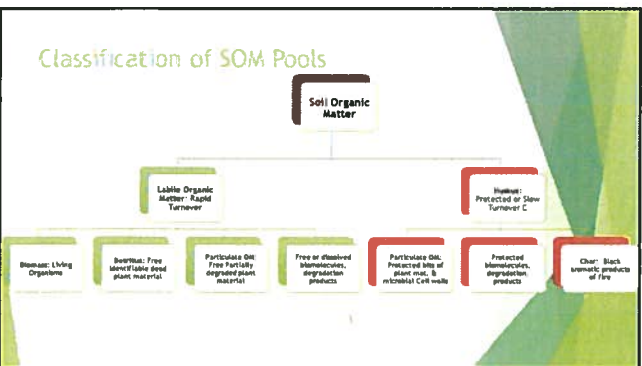 Classification of SOM Pools
Soil Organic
Matter
Labile Organic
Matter: Rapid
Turnover
Humus:
Protected or Slow
Turnover C
Biomass: Living
Organisms
Detritus: Free
identifiable dead
plant material
Particulate OM:
Free Partially
degraded plant
material
Free or dissolved
biomolecules,
degradation
products
Particulate OM:
Protected bits of
plant mat. &
microbial Cell walls
Protected
biomolecules,
degradation
products
Char: Black
aromatic products
of fire